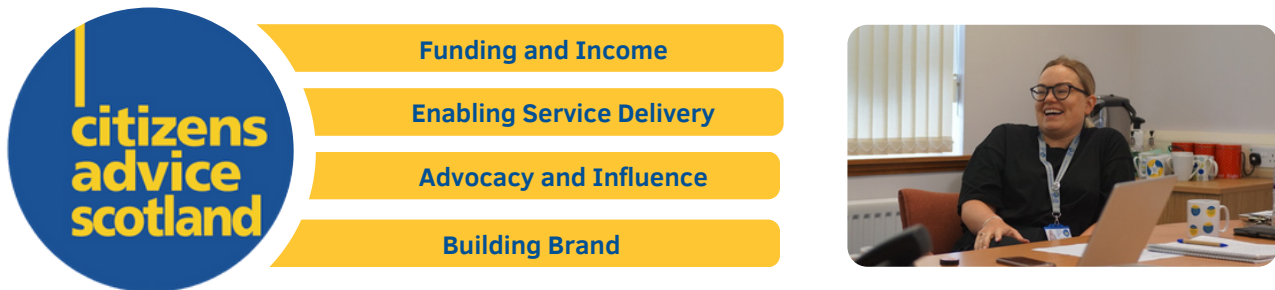 citizens
advice
scotland
Funding and Income
Enabling Service Delivery
Advocacy and Influence
Building Brand